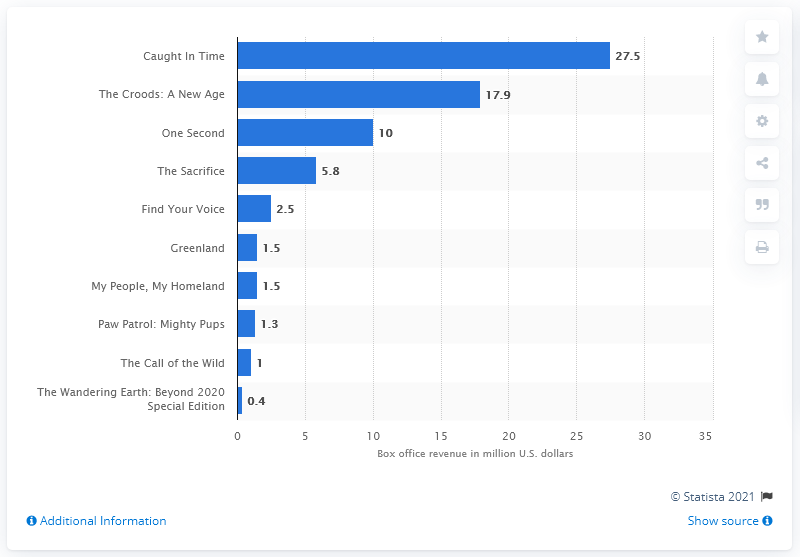 Caught In Time
27.5
The Croods: A New Age
17.9
One Second
10
The Sacrifice
5.8
Find Your Voice
2.5
Greenland
1.5
My People, My Homeland
1.5
Paw Patrol: Mighty Pups
1.3
The Call of the Wild
1
The Wandering Earth: Beyond 2020
Special Edition
0.4
0 5 10 15 20 25 30 35
Box office revenue in million U.S. dollars
© Statista 2021
Additional Information
Show source